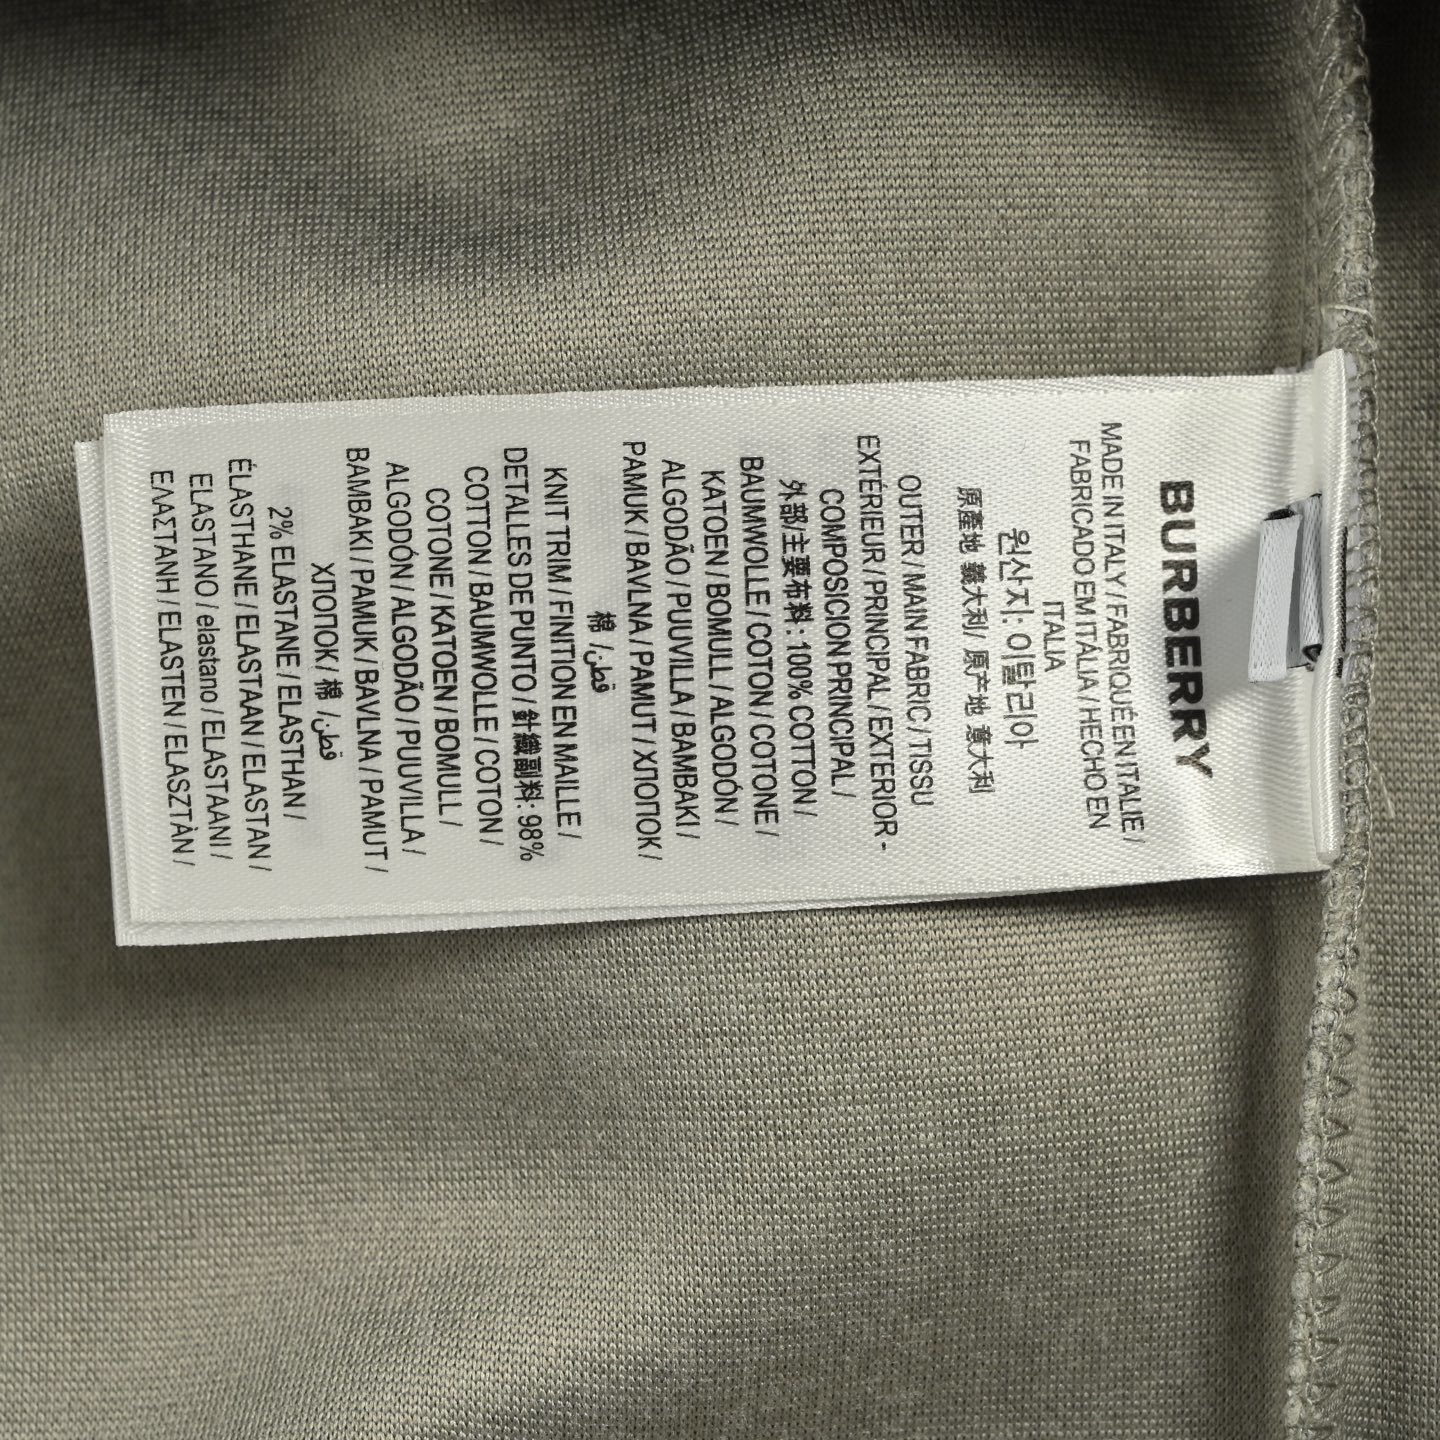 BURBERRY
MADE IN ITALY / FABRIQUÉ EN ITALIE /
FABRICADO EM ITÁLIA / HECHO EN
ITALIA
원산지: 이탈리아
原產地 義大利/ 原产地 意大利
OUTER / MAIN FABRIC / TISSU
EXTÉRIEUR / PRINCIPAL / EXTERIOR-
COMPOSICION PRINCIPAL /
外部/主要布料: 100% COTTON /
BAUMWOLLE / COTON / COTONE /
KATOEN / BOMULL / ALGODÓN /
ALGODÃO / PUUVILLA / BAMBAKI /
PAMUK / BAVLNA / PAMUT / ХЛОПОК /
棉 /قطن
KNIT TRIM / FINITION EN MAILLE /
DETALLES DE PUNTO / 針織副料: 98%
COTTON / BAUMWOLLE / COTON /
COTONE / KATOEN / BOMULL /
ALGODÓN / ALGODÃO / PUUVILLA /
BAMBAKI / PAMUK / BAVLNA / PAMUT /
ХЛОПОК / 棉 /قطن
2% ELASTANE / ELASTHAN /
ÉLASTHANE / ELASTAAN / ELASTAN /
ELASTANO / elastano / ELASTAANI /
ΕΛΑΣΤΑΝΗ / ELASTEN / ELASZTÀN /